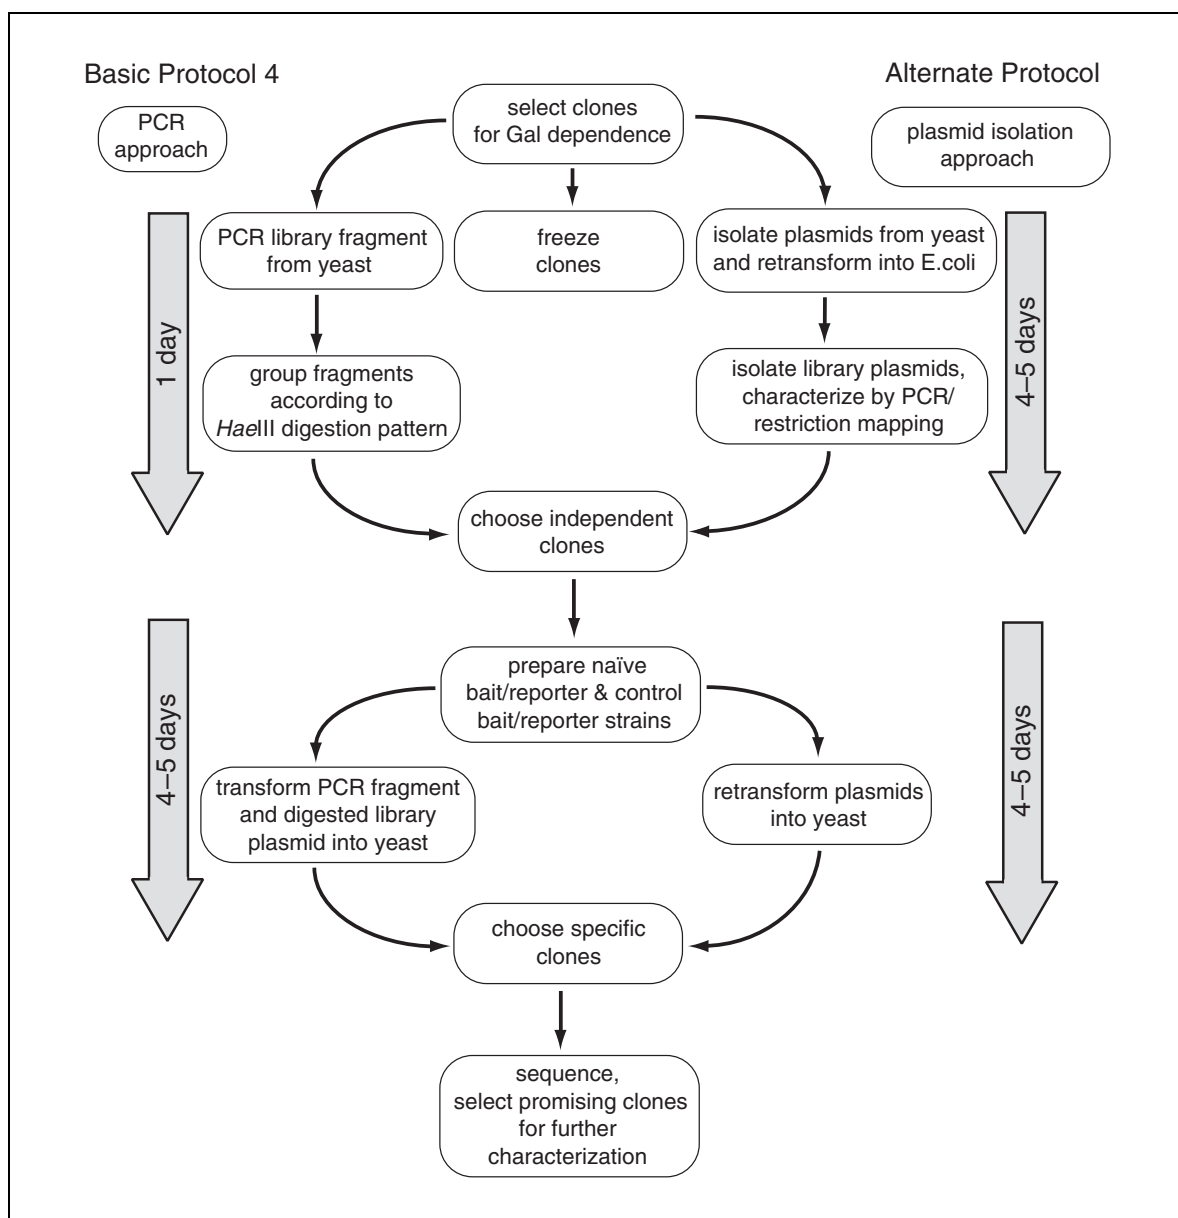 Basic Protocol 4
Alternate Protocol
PCR
approach
select clones
for Gal dependence
plasmid isolation
approach
PCR library fragment
from yeast
freeze
clones
isolate plasmids from yeast
and retransform into E.coli
1 day
4–5 days
group fragments
according to
HaeIII digestion pattern
isolate library plasmids,
characterize by PCR/
restriction mapping
choose independent
clones
prepare naïve
bait/reporter & control
bait/reporter strains
4–5 days
4–5 days
transform PCR fragment
and digested library
plasmid into yeast
retransform plasmids
into yeast
choose specific
clones
sequence,
select promising clones
for further
characterization